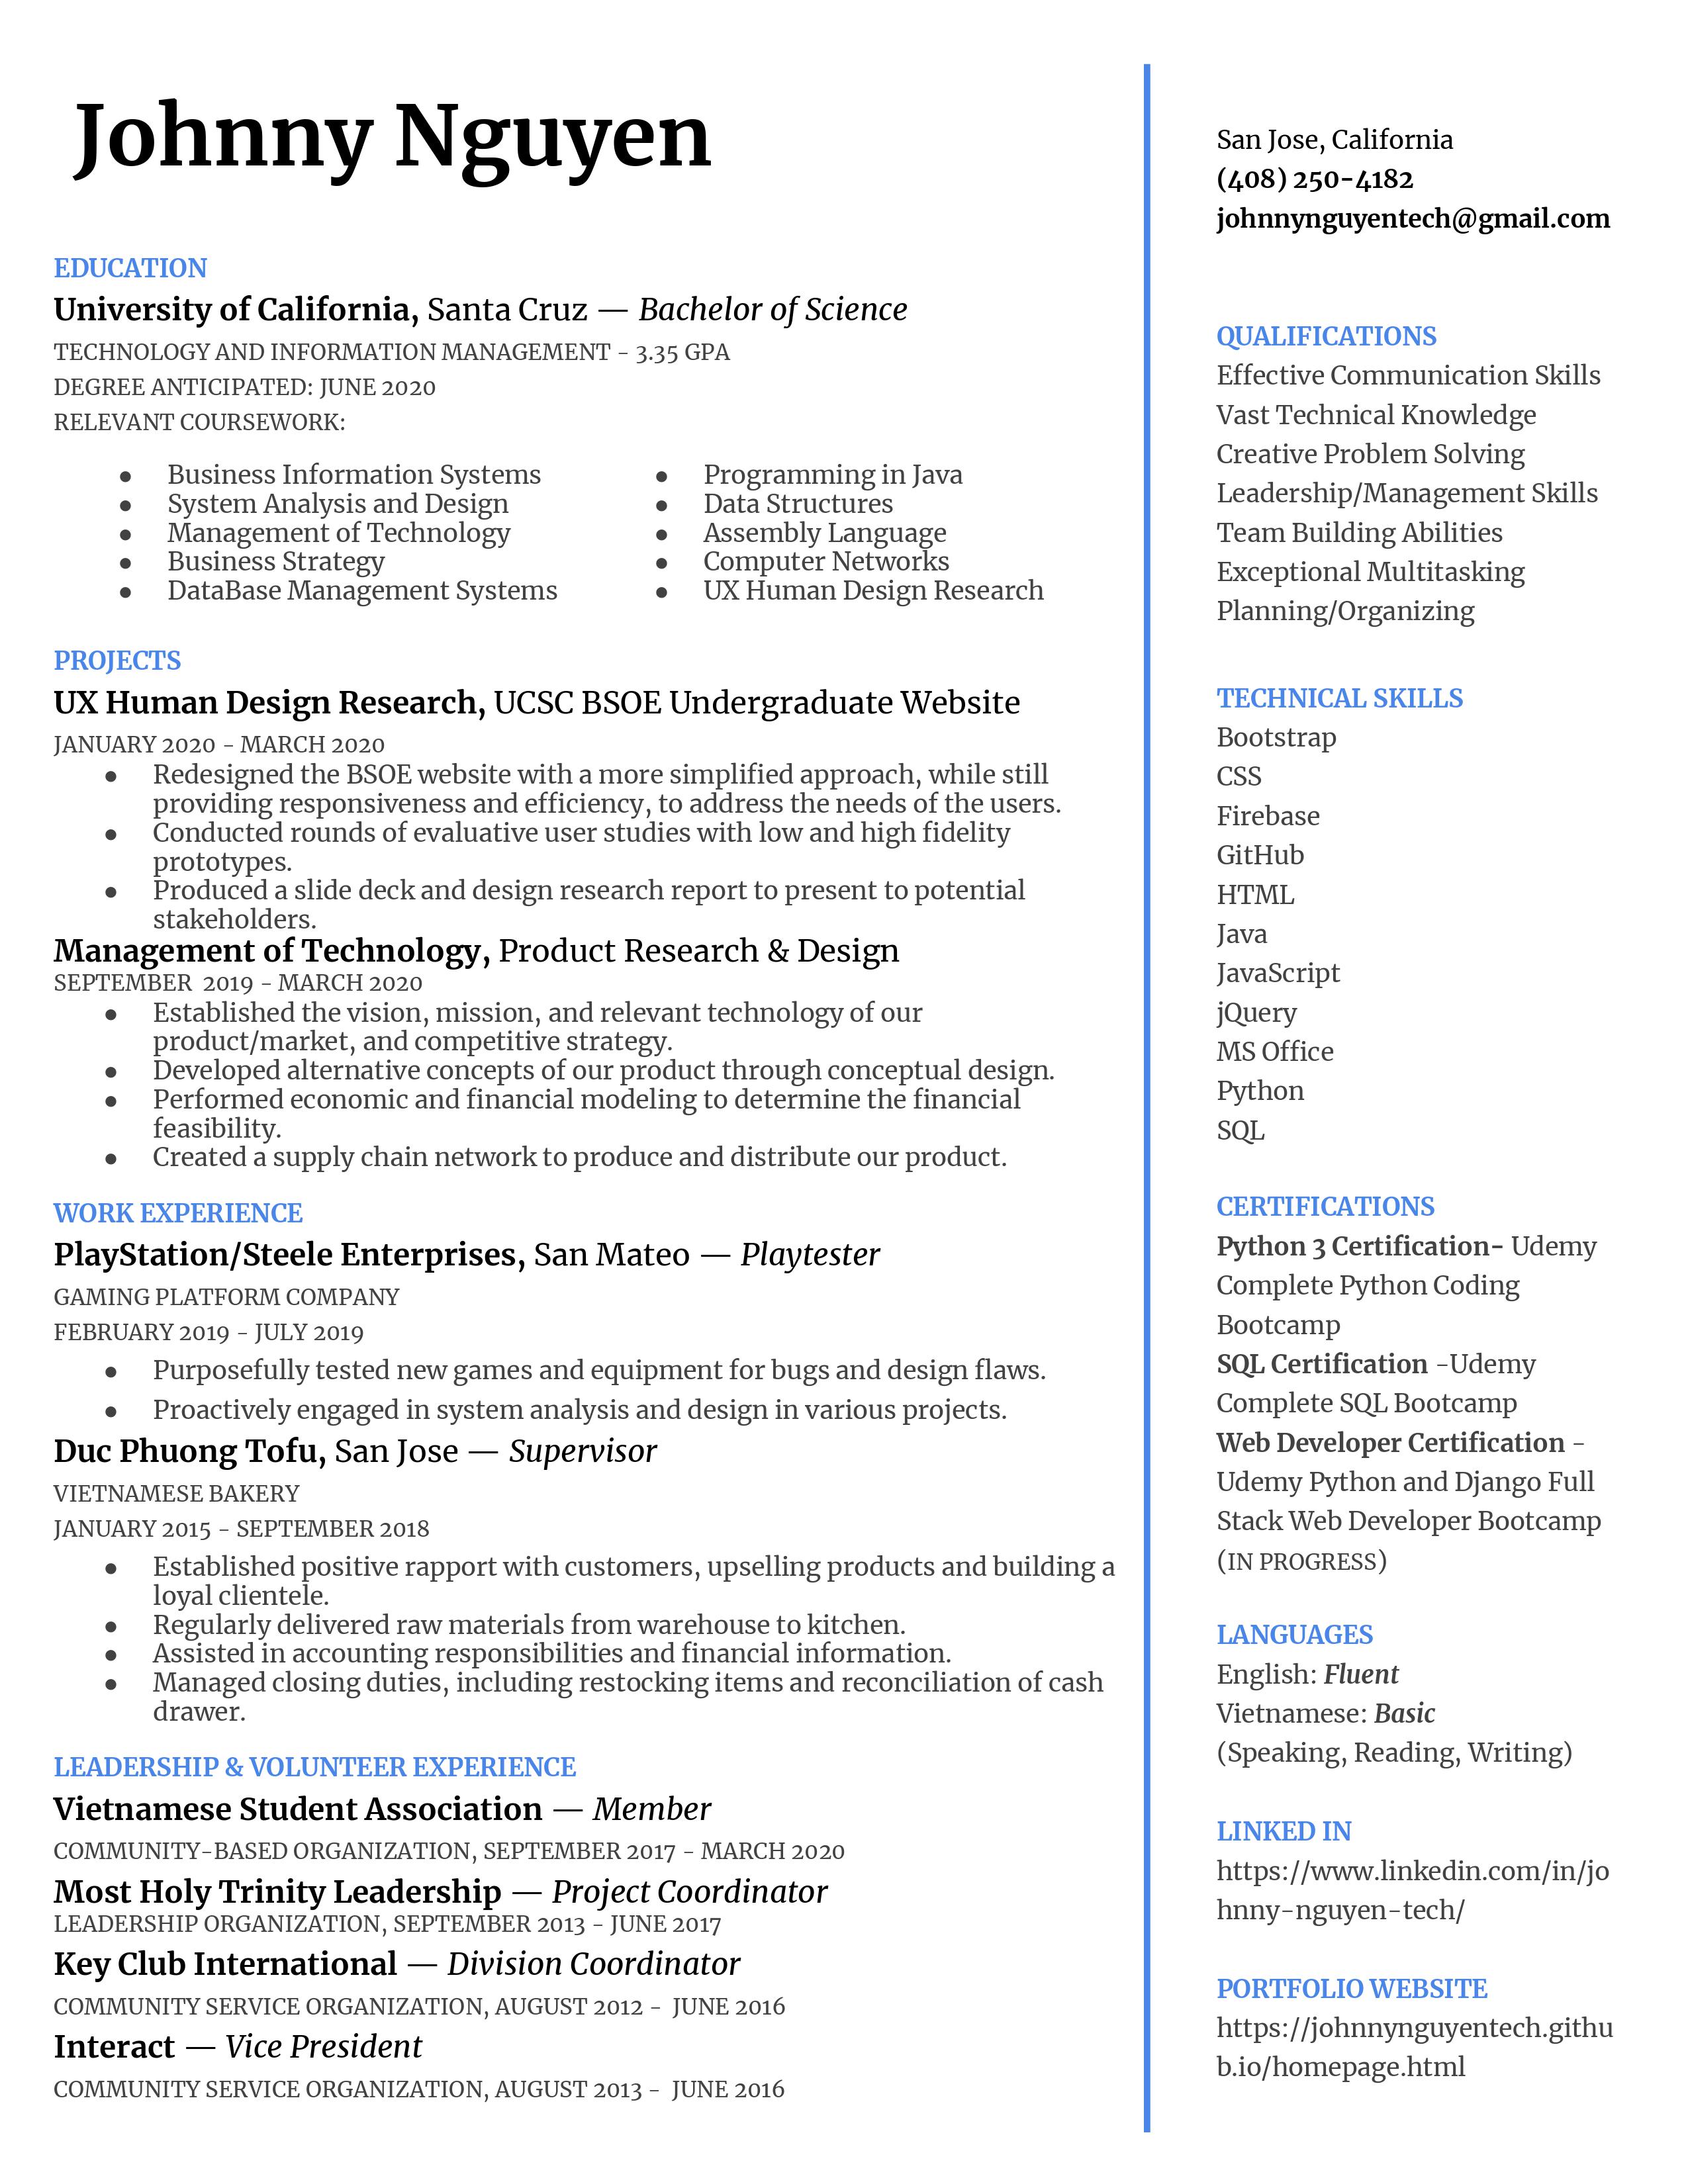 Johnny Nguyen
EDUCATION
University of California, Santa Cruz — Bachelor of Science
TECHNOLOGY AND INFORMATION MANAGEMENT - 3.35 GPA
DEGREE ANTICIPATED: JUNE 2020
RELEVANT COURSEWORK:
● Business Information Systems
● System Analysis and Design
● Management of Technology
● Business Strategy
● DataBase Management Systems
● Programming in Java
● Data Structures
● Assembly Language
● Computer Networks
● UX Human Design Research
PROJECTS
UX Human Design Research, UCSC BSOE Undergraduate Website
JANUARY 2020 - MARCH 2020
● Redesigned the BSOE website with a more simplified approach, while still
providing responsiveness and efficiency, to address the needs of the users.
● Conducted rounds of evaluative user studies with low and high fidelity
prototypes.
● Produced a slide deck and design research report to present to potential
stakeholders.
Management of Technology, Product Research & Design
SEPTEMBER  2019 - MARCH 2020
● Established the vision, mission, and relevant technology of our
product/market, and competitive strategy.
● Developed alternative concepts of our product through conceptual design.
● Performed economic and financial modeling to determine the financial
feasibility.
● Created a supply chain network to produce and distribute our product.
WORK EXPERIENCE
PlayStation/Steele Enterprises, San Mateo — Playtester
GAMING PLATFORM COMPANY
FEBRUARY 2019 - JULY 2019
● Purposefully tested new games and equipment for bugs and design flaws.
● Proactively engaged in system analysis and design in various projects.
Duc Phuong Tofu, San Jose — Supervisor
VIETNAMESE BAKERY
JANUARY 2015 - SEPTEMBER 2018
● Established positive rapport with customers, upselling products and building a
loyal clientele.
● Regularly delivered raw materials from warehouse to kitchen.
● Assisted in accounting responsibilities and financial information.
● Managed closing duties, including restocking items and reconciliation of cash
drawer.
LEADERSHIP & VOLUNTEER EXPERIENCE
Vietnamese Student Association — Member
COMMUNITY-BASED ORGANIZATION, SEPTEMBER 2017 - MARCH 2020
Most Holy Trinity Leadership — Project Coordinator
LEADERSHIP ORGANIZATION, SEPTEMBER 2013 - JUNE 2017
Key Club International — Division Coordinator
COMMUNITY SERVICE ORGANIZATION, AUGUST 2012 -  JUNE 2016
Interact — Vice President
COMMUNITY SERVICE ORGANIZATION, AUGUST 2013 -  JUNE 2016
San Jose, California
(408) 250-4182
johnnynguyentech@gmail.com
QUALIFICATIONS
Effective Communication Skills
Vast Technical Knowledge
Creative Problem Solving
Leadership/Management Skills
Team Building Abilities
Exceptional Multitasking
Planning/Organizing
TECHNICAL SKILLS
Bootstrap
CSS
Firebase
GitHub
HTML
Java
JavaScript
jQuery
MS Office
Python
SQL
CERTIFICATIONS
Python 3 Certification- Udemy
Complete Python Coding
Bootcamp
SQL Certification -Udemy
Complete SQL Bootcamp
Web Developer Certification -
Udemy Python and Django Full
Stack Web Developer Bootcamp
(IN PROGRESS)
LANGUAGES
English: Fluent
Vietnamese: Basic
(Speaking, Reading, Writing)
LINKED IN
https://www.linkedin.com/in/jo
hnny-nguyen-tech/
PORTFOLIO WEBSITE
https://johnnynguyentech.githu
b.io/homepage.html